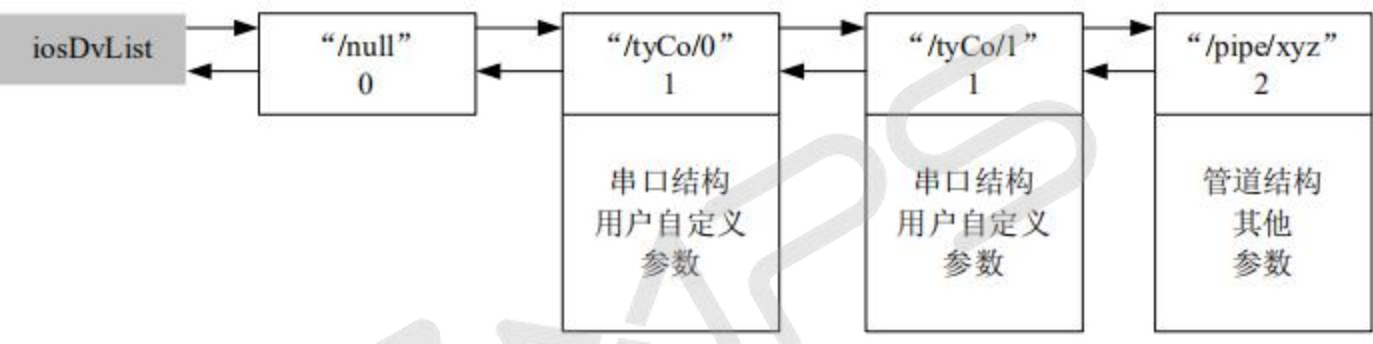 iosDvList
“/null”
0
“/tyCo/0”
1
串口结构
用户自定义
参数
“/tyCo/1”
1
串口结构
用户自定义
参数
“/pipe/xyz”
2
管道结构
其他
参数